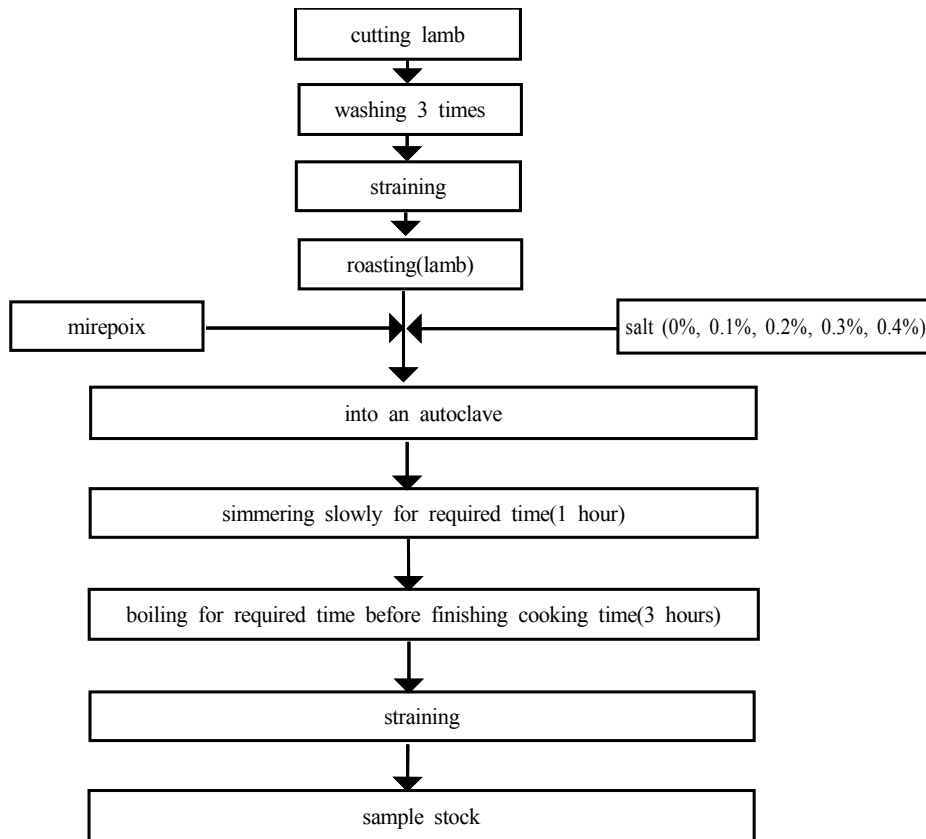 cutting lamb
washing 3 times
straining
roasting(lamb)
mirepoix
salt (0%, 0.1%, 0.2%, 0.3%, 0.4%)
into an autoclave
simmering slowly for required time(1 hour)
boiling for required time before finishing cooking time(3 hours)
straining
sample stock